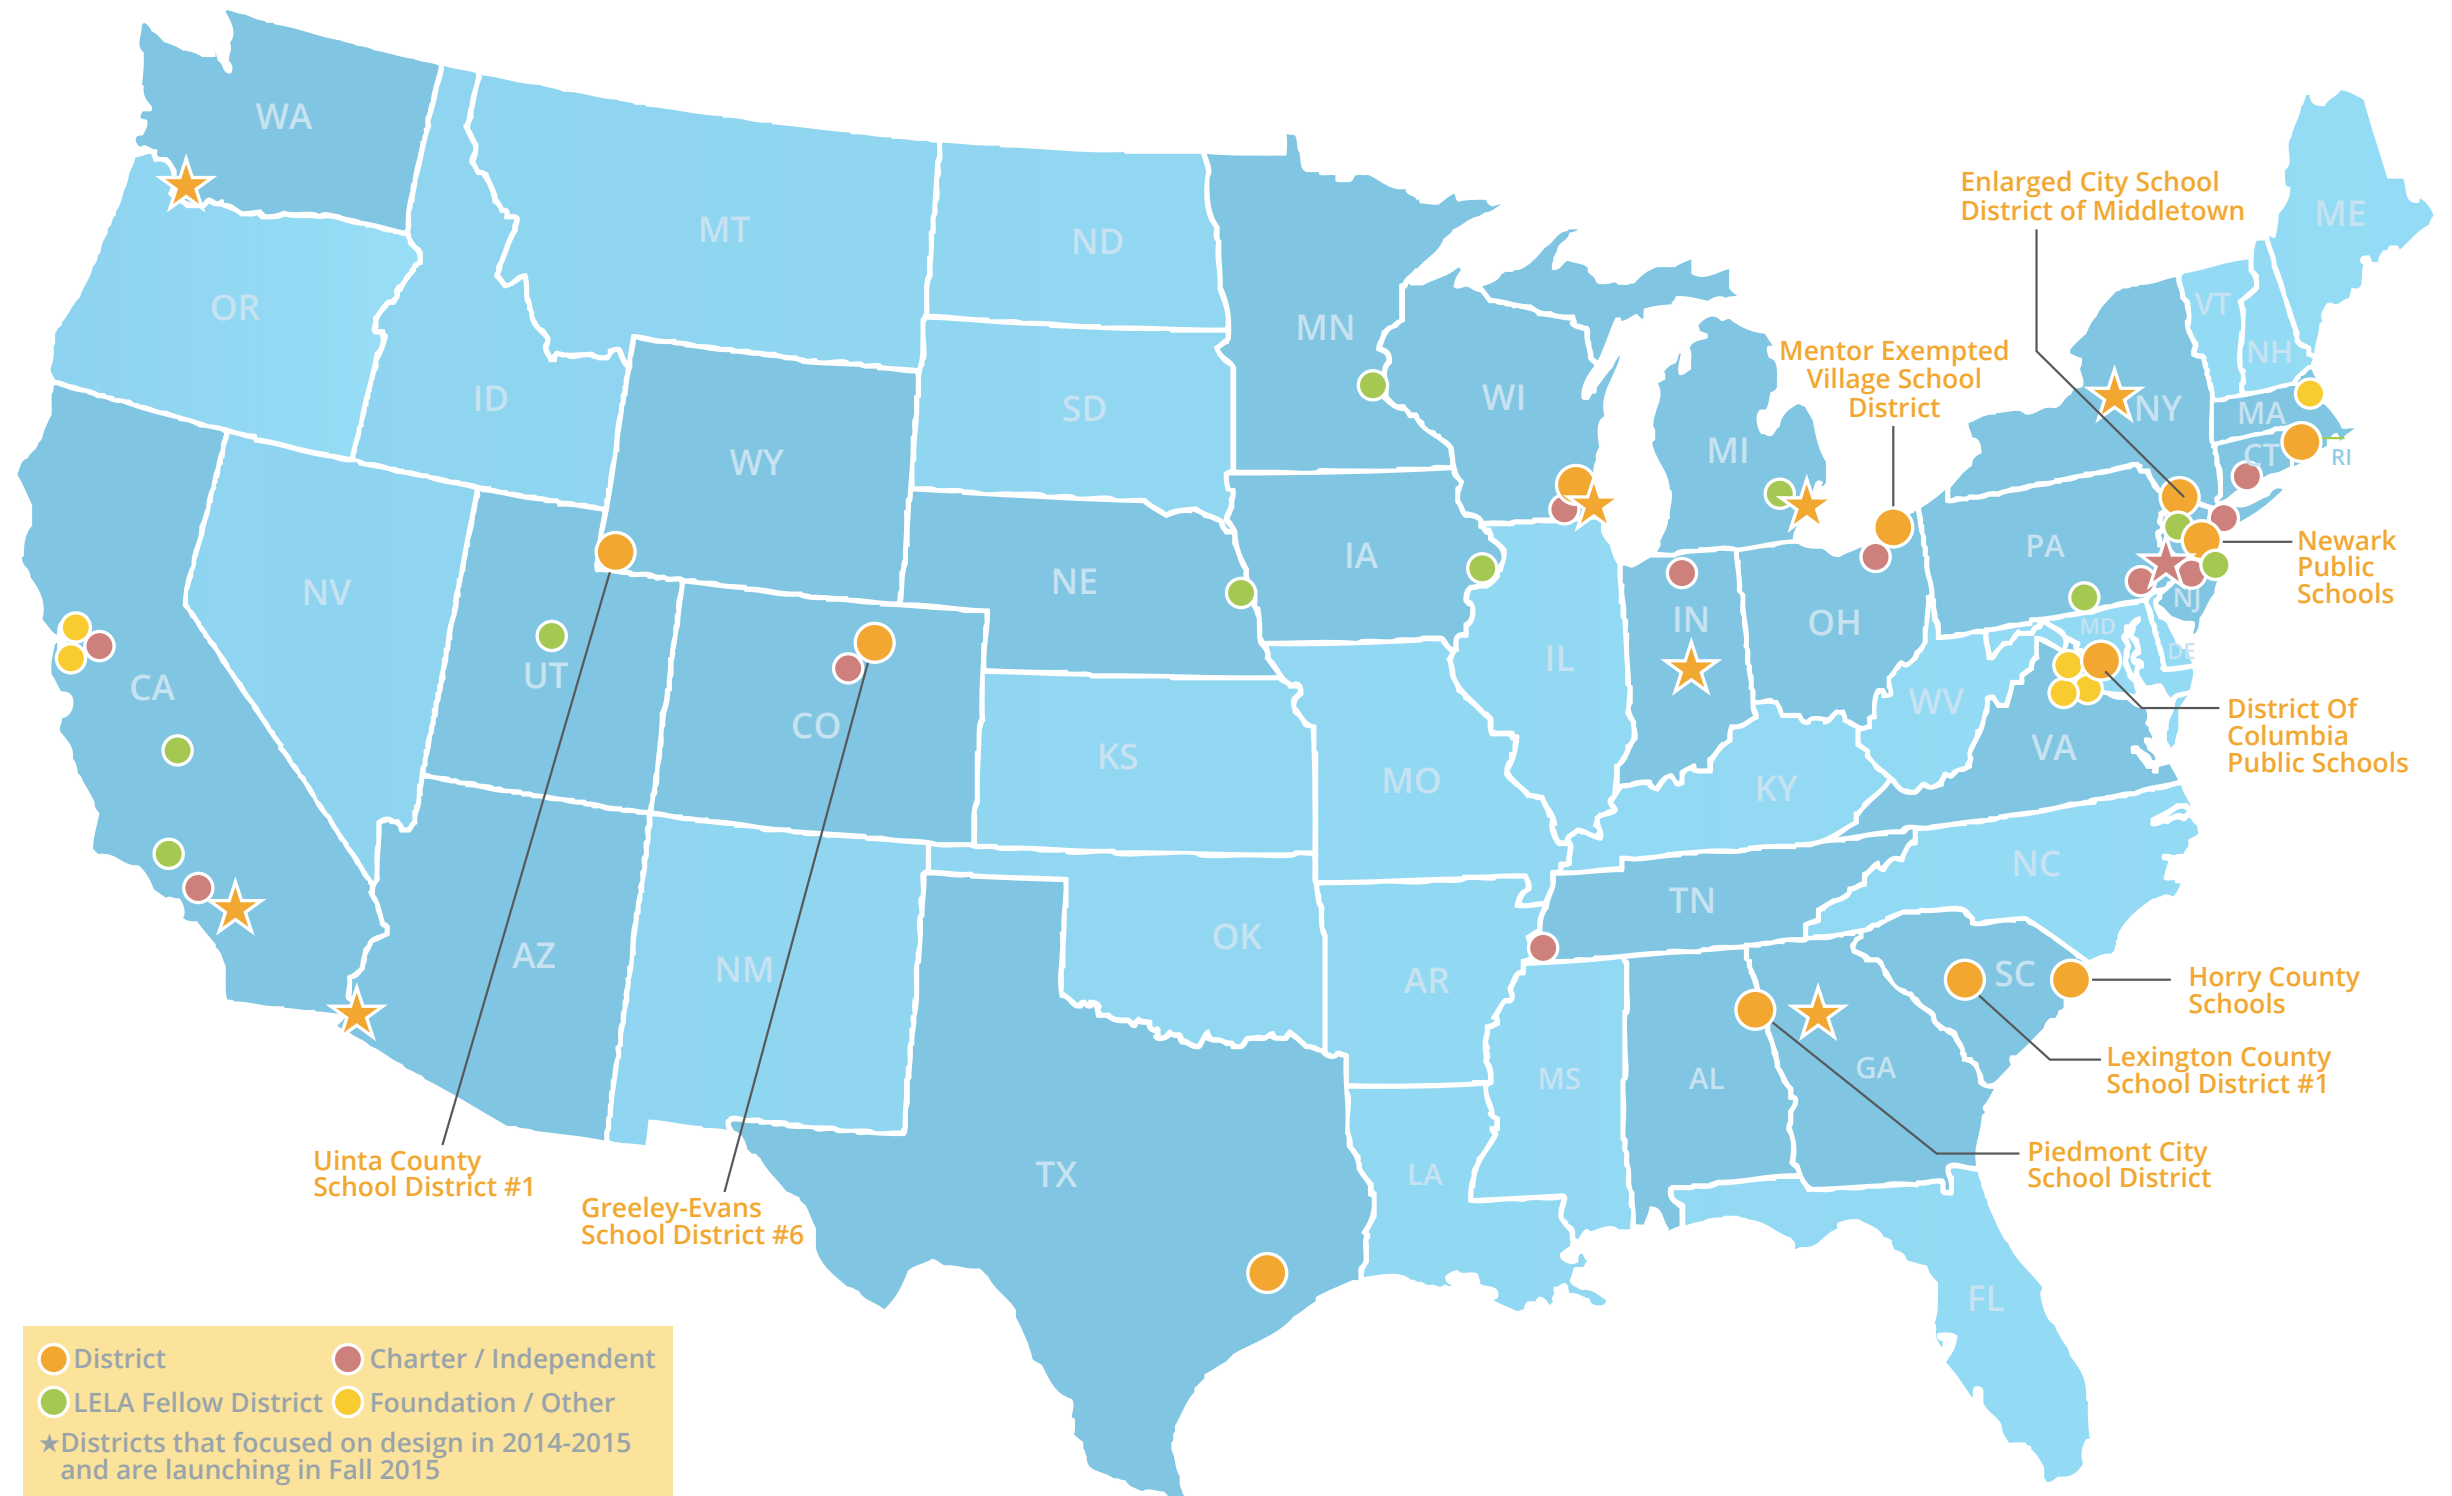 WA
MT
ND
OR
MN
ID
SD
WI
WY
MI
Enlarged City School
District of Middletown
ME
VT
NH
Mentor Exempted
Village School
District
NY
MA
CT
RI
NV
NE
IA
PA
Newark
Public
Schools
NJ
CA
UT
CO
KS
MO
IL
IN
OH
MD
DE
WV
VA
District Of
Columbia
Public Schools
KY
AZ
NM
OK
AR
TN
NC
SC
Horry County
Schools
MS
AL
GA
Lexington County
School District #1
LA
TX
Piedmont City
School District
Uinta County
School District #1
Greeley-Evans
School District #6
FL
District
Charter / Independent
LELA Fellow District
Foundation / Other
★Districts that focused on design in 2014-2015
and are launching in Fall 2015